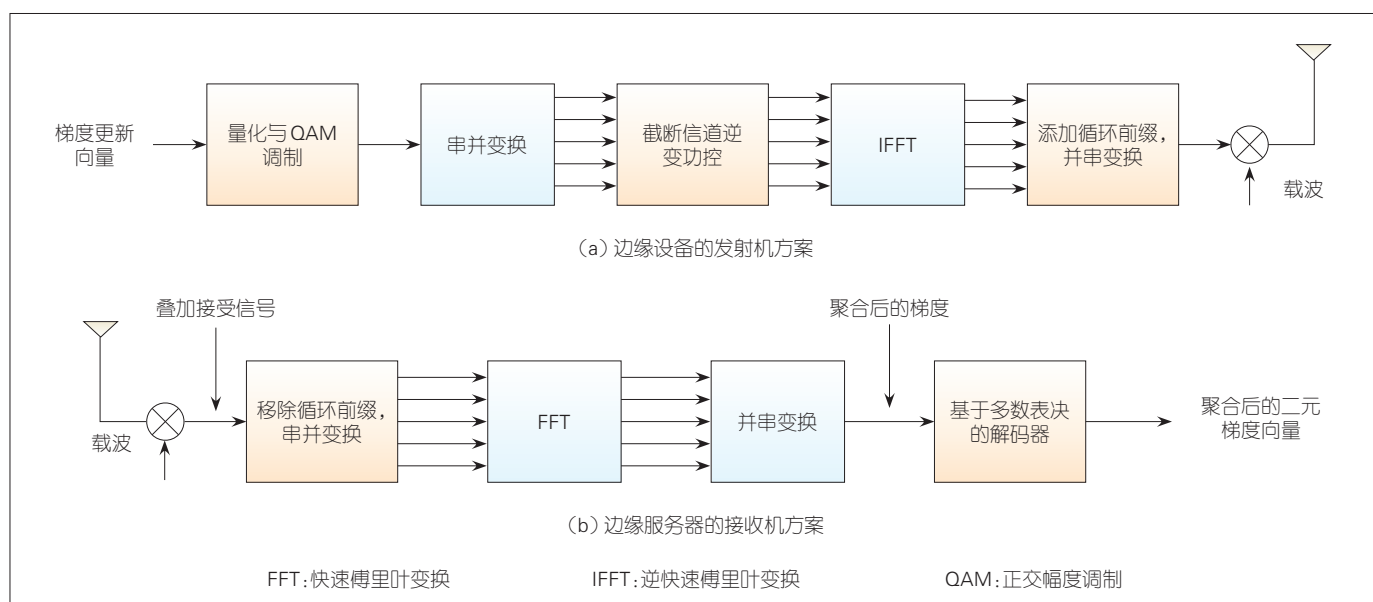 梯度更新
向量
量化与QAM
调制
串并变换
截断信道逆
变功控
IFFT
添加循环前缀，
并串变换
载波
（a）边缘设备的发射机方案
叠加接受信号
聚合后的梯度
载波
移除循环前缀，
串并变换
FFT
并串变换
基于多数表决
的解码器
聚合后的二元
梯度向量
（b）边缘服务器的接收机方案
FFT：快速傅里叶变换 IFFT：逆快速傅里叶变换 QAM：正交幅度调制